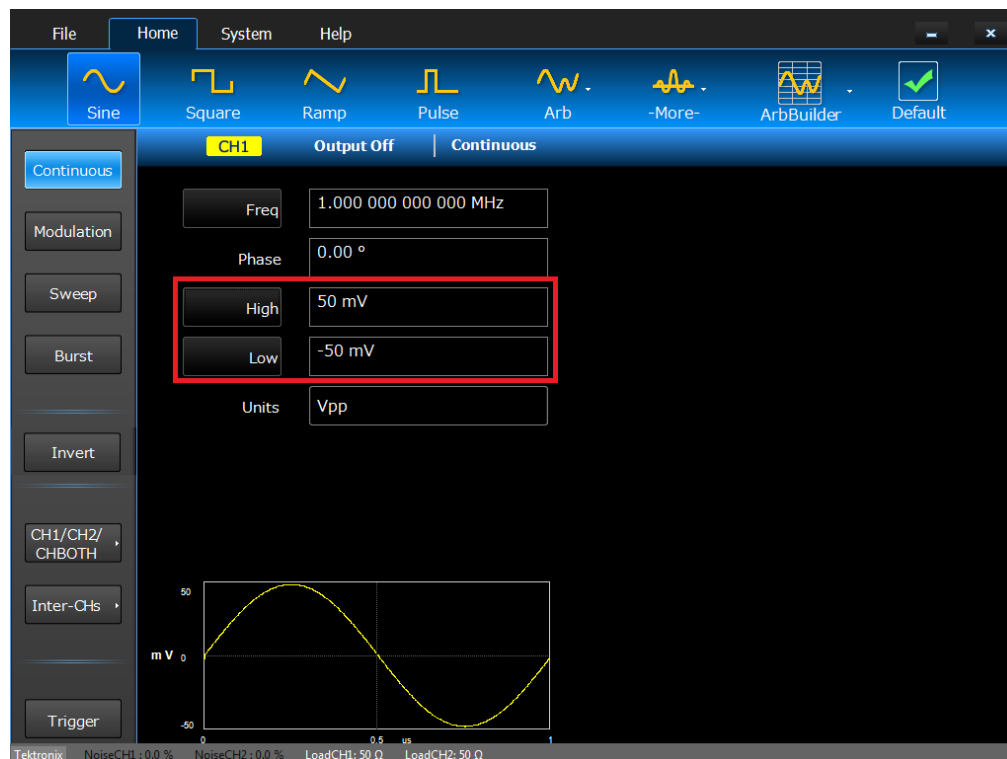 File Home System Help
Sine Square Ramp Pulse Arb -More- ArbBuilder Default
CH1 Output Off Continuous
Continuous
Modulation
Sweep
Burst
Invert
CH1/CH2/
CHBOTH
Inter-CHs
Trigger
Freq 1.000 000 000 000 MHz
Phase 0.00 °
High 50 mV
Low -50 mV
Units Vpp
50
m V 0
-50
0 0.5 us 1
Tektronix NoiseCH1 : 0.0 % NoiseCH2 : 0.0 % LoadCH1: 50 Ω LoadCH2: 50 Ω